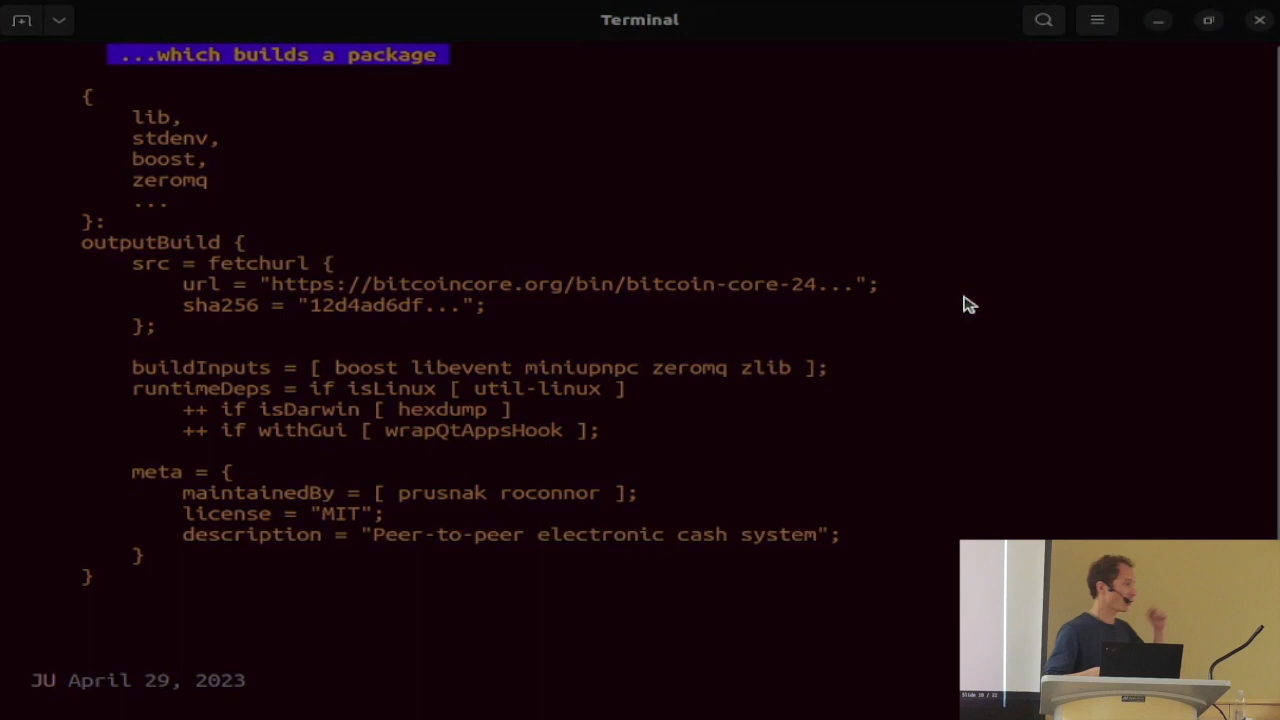 Terminal
...which builds a package
{
lib,
stdenv,
boost,
zeromq
...
}:
outputBuild {
src = fetchurl {
url = "https://bitcoincore.org/bin/bitcoin-core-24...";
sha256 = "12d4ad6df...";
};
buildInputs = [ boost libevent miniupnpc zeromq zlib ];
runtimeDeps = if isLinux [ util-linux ]
++ if isDarwin [ hexdump ]
++ if withGui [ wrapQtAppsHook ];
meta = {
maintainedBy = [ prusnak roconnor ];
license = "MIT";
description = "Peer-to-peer electronic cash system";
}
}
JU April 29, 2023